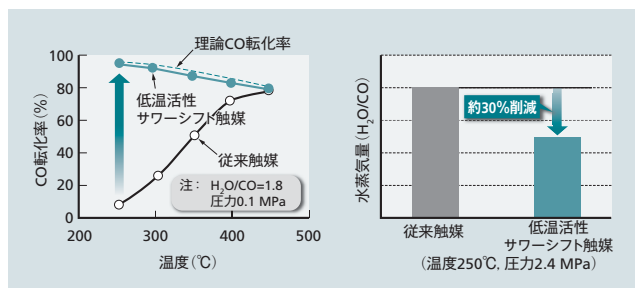 理論CO転化率
100
80
60
40
20
0
CO転化率(%)
低温活性
サワーシフト触媒
従来触媒
注: H₂O/CO=1.8
圧力0.1 MPa
200
300
400
500
温度(℃)
水蒸気量(H₂O/CO)
約30%削減
従来触媒
低温活性
サワーシフト触媒
(温度250℃, 圧力2.4 MPa)